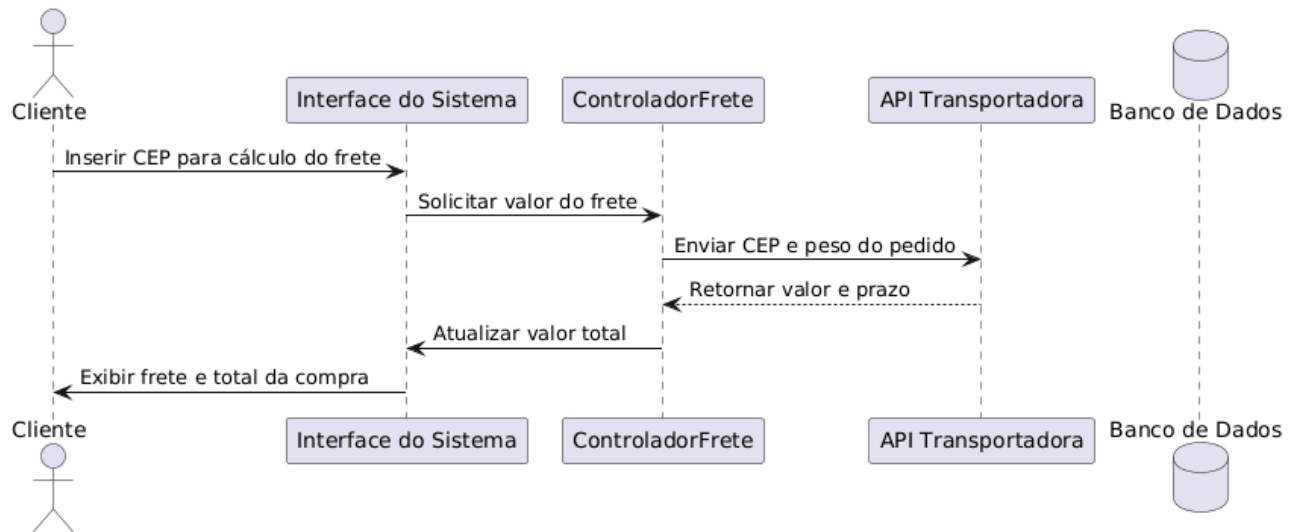 Cliente
Interface do Sistema
ControladorFrete
API Transportadora
Banco de Dados
Inserir CEP para cálculo do frete
Solicitar valor do frete
Enviar CEP e peso do pedido
Retornar valor e prazo
Atualizar valor total
Exibir frete e total da compra
Cliente
Interface do Sistema
ControladorFrete
API Transportadora
Banco de Dados